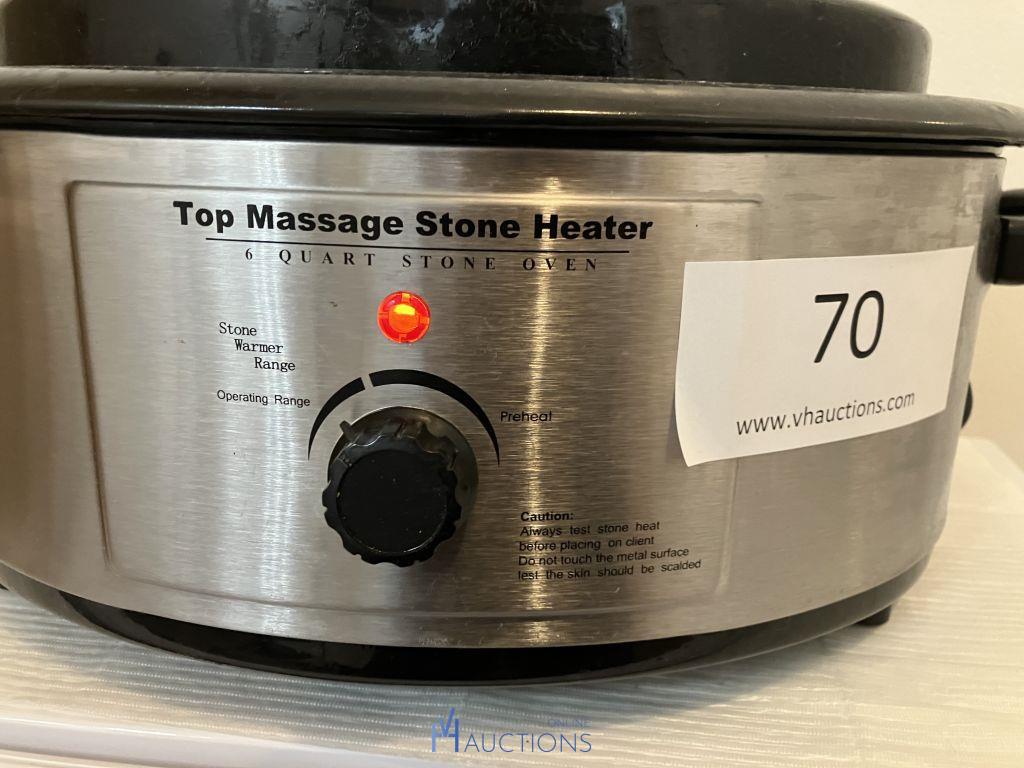 Top Massage Stone Heater
6 QUART STONE OVEN
Stone
Warmer
Range
Operating Range
Preheat
70
www.vhauctions.com
Caution:
Always test stone heat
before placing on client
Do not touch the metal surface
lest the skin should be scalded
VH ONLINE
AUCTIONS